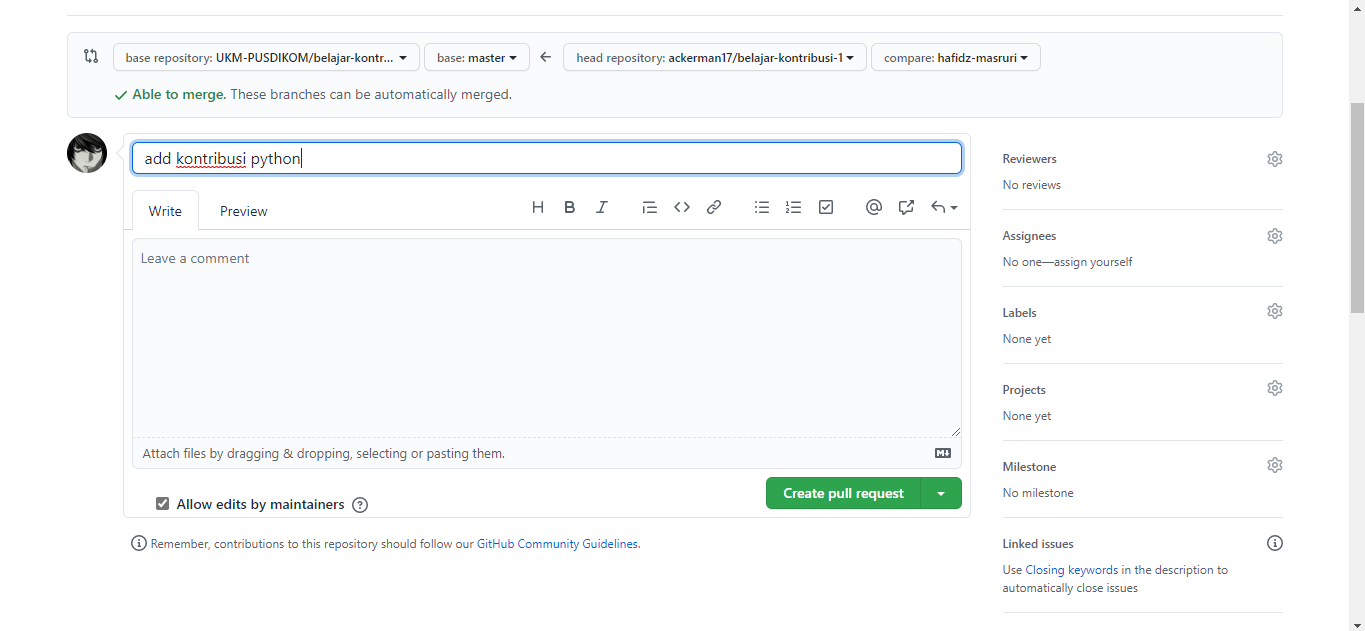 base repository: UKM-PUSDIKOM/belajar-kontr... base: master head repository: ackerman17/belajar-kontribusi-1 compare: hafidz-masruri
Able to merge. These branches can be automatically merged.
add kontribusi python
Write Preview
Leave a comment
Attach files by dragging & dropping, selecting or pasting them.
Allow edits by maintainers
Create pull request
Remember, contributions to this repository should follow our GitHub Community Guidelines.
Reviewers
No reviews
Assignees
No one—assign yourself
Labels
None yet
Projects
None yet
Milestone
No milestone
Linked issues
Use Closing keywords in the description to
automatically close issues